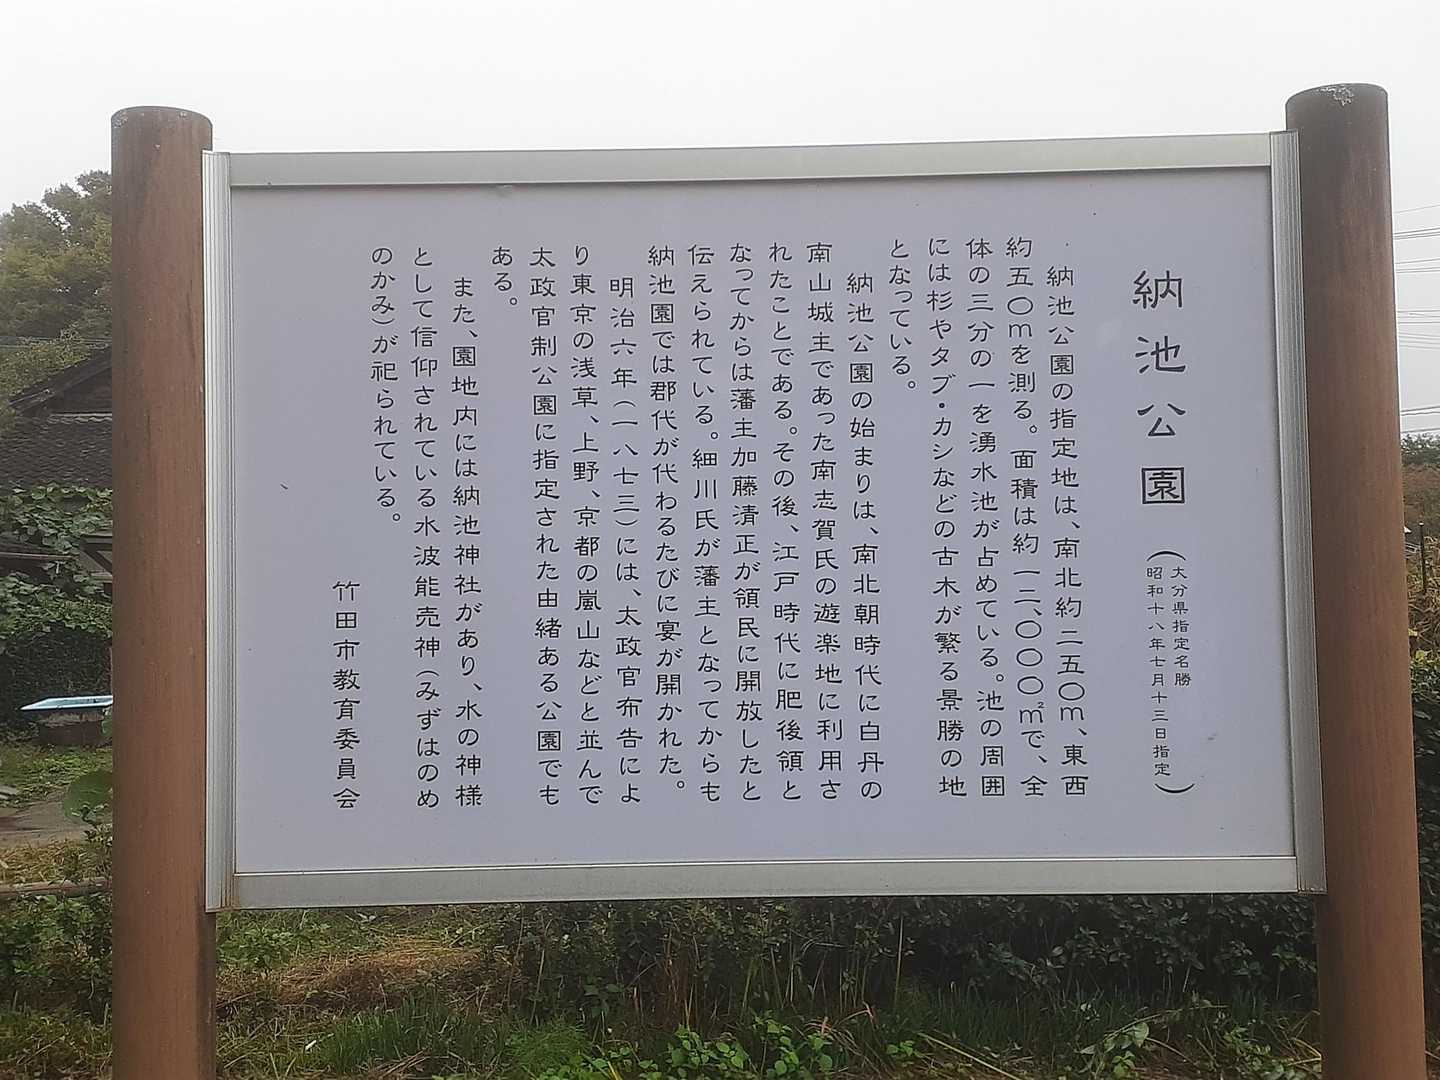 納池公園
（大分県指定名勝
昭和十八年七月十三日指定）
納池公園の指定地は、南北約二五〇ｍ、東西
約五〇ｍを測る。面積は約一二、〇〇〇㎡で、全
体の三分の一を湧水池が占めている。池の周囲
には杉やタブ・カシなどの古木が繁る景勝の地
となっている。
納池公園の始まりは、南北朝時代に白丹の
南山城主であった南志賀氏の遊楽地に利用さ
れたことである。その後、江戸時代に肥後領と
なってからは藩主加藤清正が領民に開放したと
伝えられている。細川氏が藩主となってからも
納池園では郡代が代わるたびに宴が開かれた。
明治六年（一八七三）には、太政官布告によ
り東京の浅草、上野、京都の嵐山などと並んで
太政官制公園に指定された由緒ある公園でも
ある。
また、園地内には納池神社があり、水の神様
として信仰されている水波能売神（みずはのめ
のかみ）が祀られている。
竹田市教育委員会